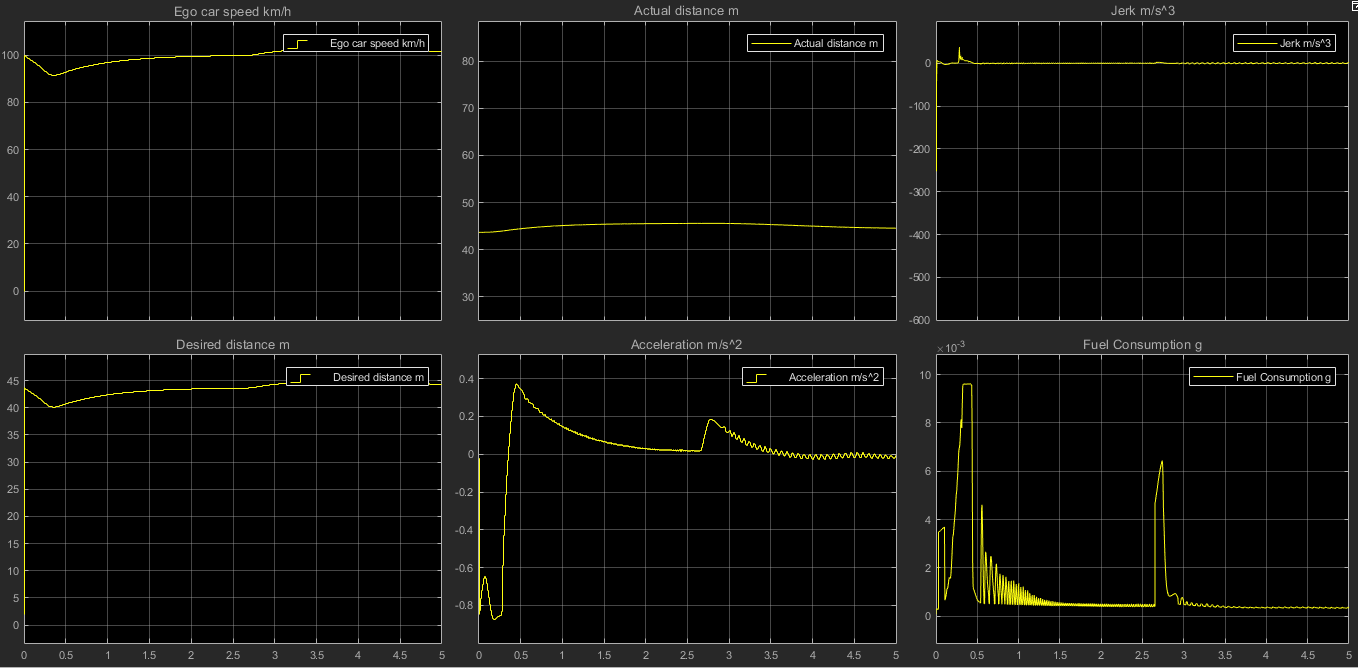 Ego car speed km/h
Actual distance m
Jerk m/s^3
Ego car speed km/h
Actual distance m
Jerk m/s^3
100
80
60
40
20
0
80
70
60
50
40
30
0
-100
-200
-300
-400
-500
-600
Desired distance m
Acceleration m/s^2
Fuel Consumption g
×10-3
Desired distance m
Acceleration m/s^2
Fuel Consumption g
45
40
35
30
25
20
15
10
5
0
0.4
0.2
0
-0.2
-0.4
-0.6
-0.8
10
8
6
4
2
0
0 0.5 1 1.5 2 2.5 3 3.5 4 4.5 5
0 0.5 1 1.5 2 2.5 3 3.5 4 4.5 5
0 0.5 1 1.5 2 2.5 3 3.5 4 4.5 5